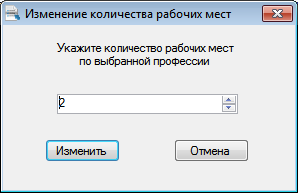 Изменение количества рабочих мест
Укажите количество рабочих мест
по выбранной профессии
2
Изменить Отмена